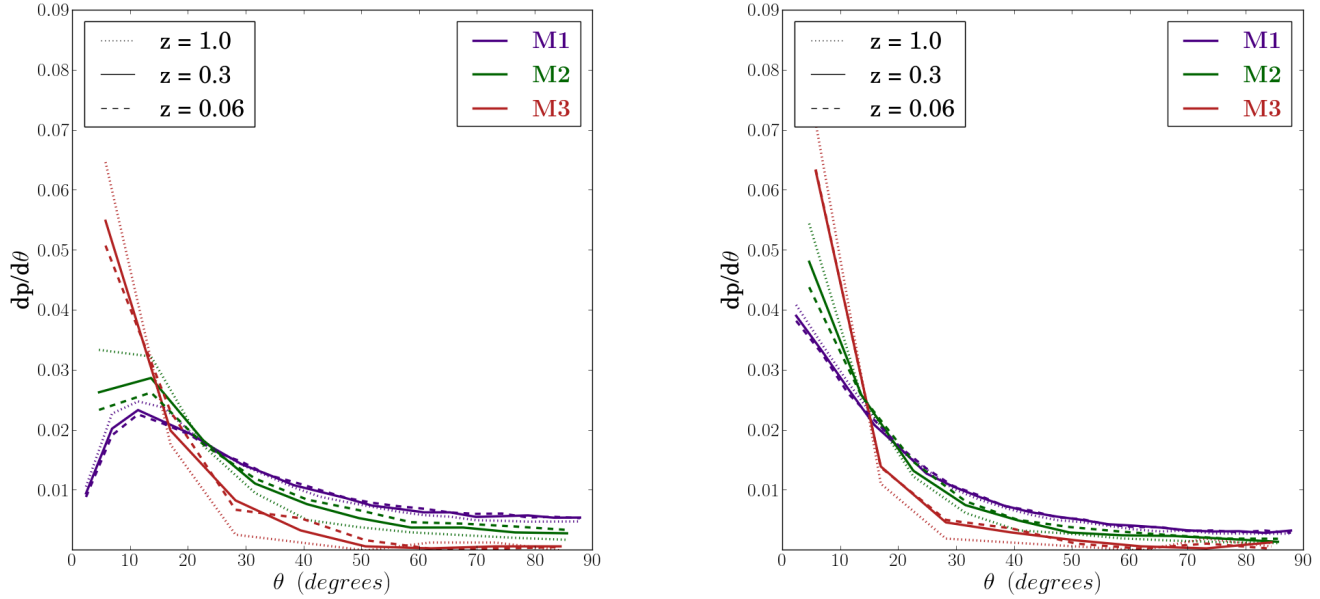 0.09
0.08
0.07
0.06
0.05
0.04
0.03
0.02
0.01
dp/dθ
z = 1.0
z = 0.3
z = 0.06
M1
M2
M3
0 10 20 30 40 50 60 70 80 90
θ (degrees)
0.09
0.08
0.07
0.06
0.05
0.04
0.03
0.02
0.01
dp/dθ
z = 1.0
z = 0.3
z = 0.06
M1
M2
M3
0 10 20 30 40 50 60 70 80 90
θ (degrees)